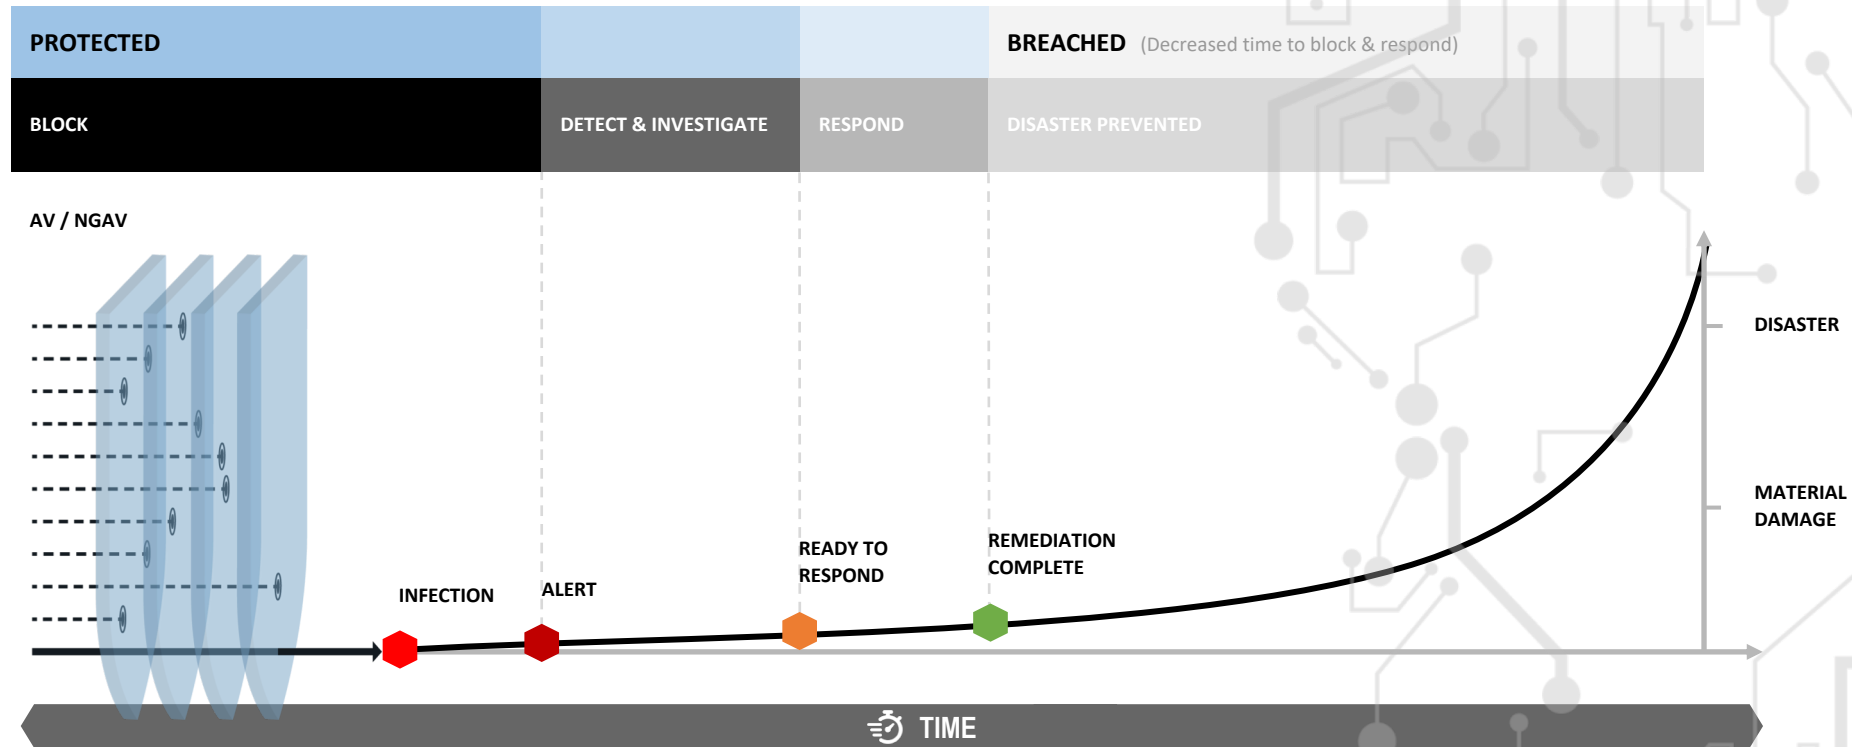 PROTECTED
BREACHED (Decreased time to block & respond)
BLOCK
DETECT & INVESTIGATE
RESPOND
DISASTER PREVENTED
AV / NGAV
DISASTER
MATERIAL
DAMAGE
READY TO
RESPOND
REMEDIATION
COMPLETE
INFECTION
ALERT
TIME